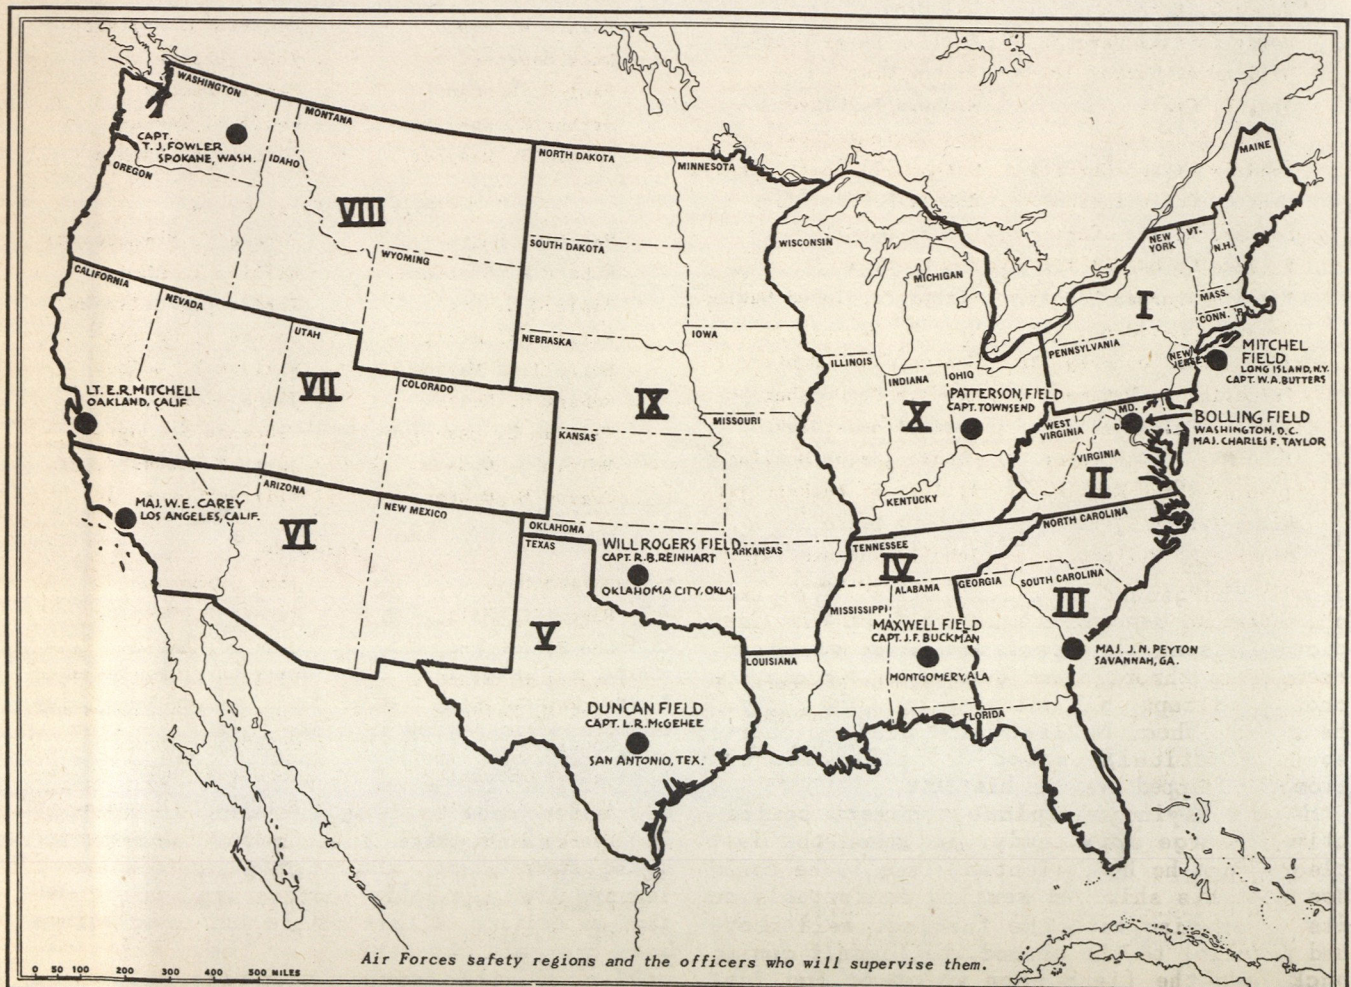 WASHINGTON
CAPT.
T. J. FOWLER
SPOKANE, WASH.
OREGON
IDAHO
MONTANA
VIII
WYOMING
NORTH DAKOTA
MINNESOTA
SOUTH DAKOTA
NEBRASKA
IOWA
IX
KANSAS
MISSOURI
CALIFORNIA
NEVADA
UTAH
VII
COLORADO
LT. E.R. MITCHELL
OAKLAND, CALIF
MAJ. W. E. CAREY
LOS ANGELES, CALIF.
ARIZONA
VI
NEW MEXICO
OKLAHOMA
TEXAS
WILL ROGERS FIELD
CAPT. R. B. REINHART
OKLAHOMA CITY, OKLA
ARKANSAS
V
DUNCAN FIELD
CAPT. L. R. McGEHEE
SAN ANTONIO, TEX.
LOUISIANA
WISCONSIN
MICHIGAN
ILLINOIS
INDIANA
OHIO
X
PATTERSON, FIELD
CAPT. TOWNSEND
KENTUCKY
TENNESSEE
IV
MISSISSIPPI
ALABAMA
GEORGIA
MAXWELL FIELD
CAPT. J. F. BUCKMAN
MONTGOMERY, ALA
FLORIDA
NORTH CAROLINA
SOUTH CAROLINA
III
MAJ. J. N. PEYTON
SAVANNAH, GA.
MAINE
NEW
YORK
VT.
N.H.
MASS.
CONN.
R.
I
PENNSYLVANIA
NEW
JERSEY
MITCHEL
FIELD
LONG ISLAND, N.Y.
CAPT. W. A. BUTTERS
MD.
WEST
VIRGINIA
VIRGINIA
II
BOLLING FIELD
WASHINGTON, D.C.
MAJ. CHARLES F. TAYLOR
Air Forces safety regions and the officers who will supervise them.
0 50 100 200 300 400 500 MILES